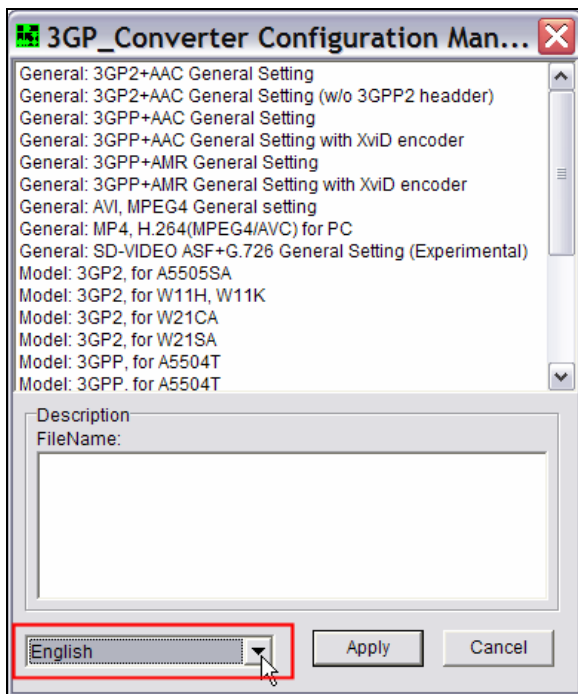 3GP_Converter Configuration Man...
General: 3GP2+AAC General Setting
General: 3GP2+AAC General Setting (w/o 3GPP2 headder)
General: 3GPP+AAC General Setting
General: 3GPP+AAC General Setting with XviD encoder
General: 3GPP+AMR General Setting
General: 3GPP+AMR General Setting with XviD encoder
General: AVI, MPEG4 General setting
General: MP4, H.264(MPEG4/AVC) for PC
General: SD-VIDEO ASF+G.726 General Setting (Experimental)
Model: 3GP2, for A5505SA
Model: 3GP2, for W11H, W11K
Model: 3GP2, for W21CA
Model: 3GP2, for W21SA
Model: 3GPP, for A5504T
Model: 3GPP. for A5504T
Description
FileName:
English
Apply
Cancel